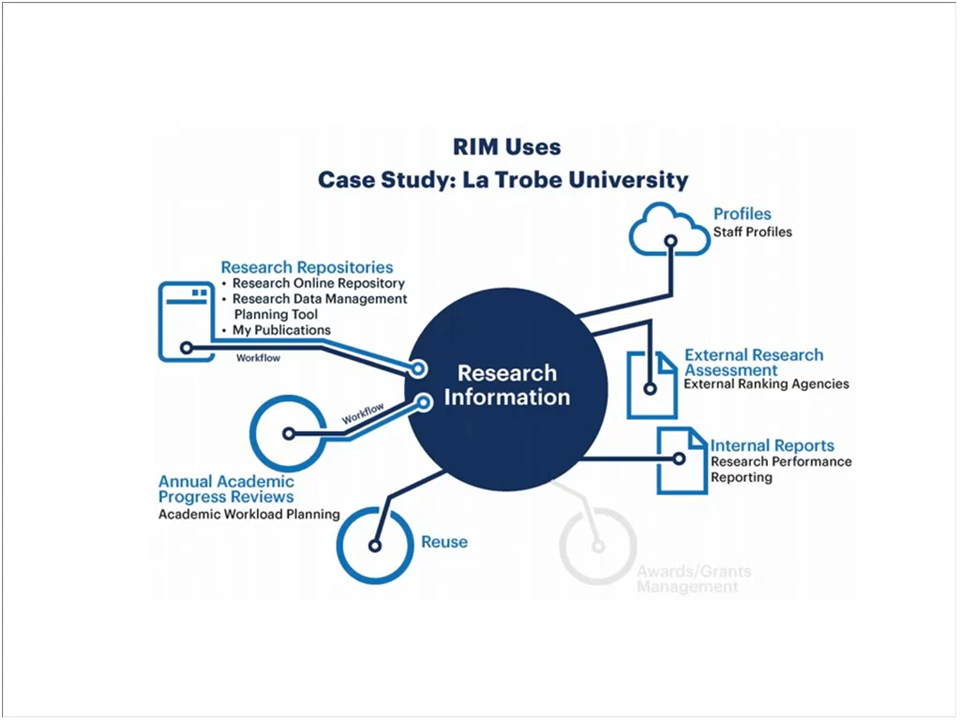 RIM Uses
Case Study: La Trobe University
Profiles
Staff Profiles
Research Repositories
• Research Online Repository
• Research Data Management
Planning Tool
• My Publications
Workflow
Research
Information
External Research
Assessment
External Ranking Agencies
Workflow
Internal Reports
Research Performance
Reporting
Annual Academic
Progress Reviews
Academic Workload Planning
Reuse
Awards/Grants
Management